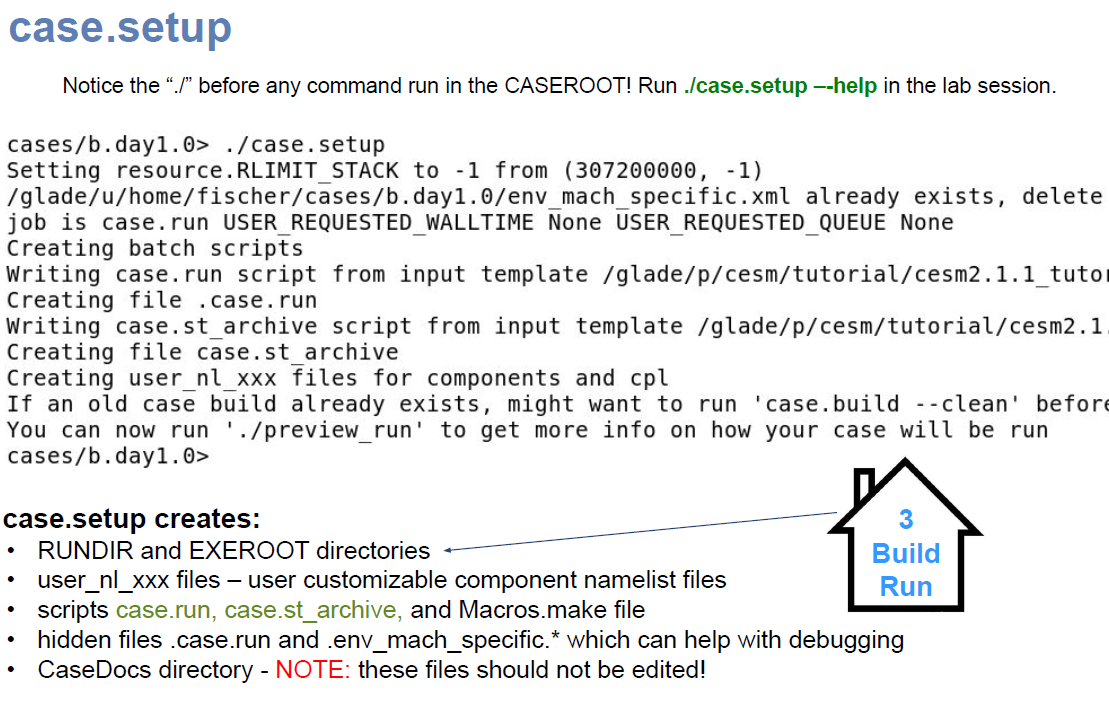 case.setup
Notice the “./” before any command run in the CASEROOT! Run ./case.setup –-help in the lab session.
cases/b.day1.0> ./case.setup
Setting resource.RLIMIT_STACK to -1 from (307200000, -1)
/glade/u/home/fischer/cases/b.day1.0/env_mach_specific.xml already exists, delete
job is case.run USER_REQUESTED_WALLTIME None USER_REQUESTED_QUEUE None
Creating batch scripts
Writing case.run script from input template /glade/p/cesm/tutorial/cesm2.1.1_tutor
Creating file .case.run
Writing case.st_archive script from input template /glade/p/cesm/tutorial/cesm2.1.
Creating file case.st_archive
Creating user_nl_xxx files for components and cpl
If an old case build already exists, might want to run 'case.build --clean' before
You can now run './preview_run' to get more info on how your case will be run
cases/b.day1.0>
case.setup creates:
• RUNDIR and EXEROOT directories
• user_nl_xxx files – user customizable component namelist files
• scripts case.run, case.st_archive, and Macros.make file
• hidden files .case.run and .env_mach_specific.* which can help with debugging
• CaseDocs directory - NOTE: these files should not be edited!
3
Build
Run